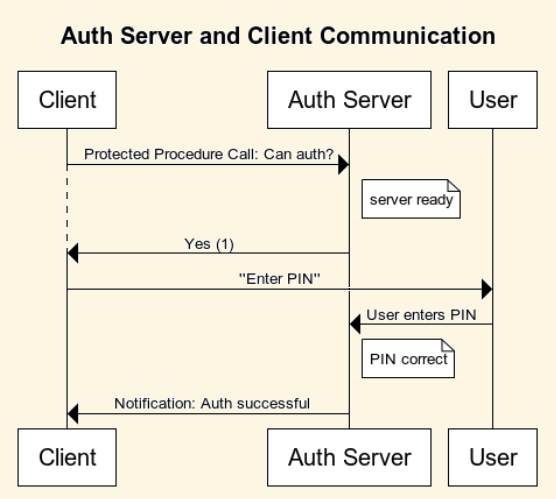 Auth Server and Client Communication
Client
Auth Server
User
Protected Procedure Call: Can auth?
server ready
Yes (1)
"Enter PIN"
User enters PIN
PIN correct
Notification: Auth successful
Client
Auth Server
User